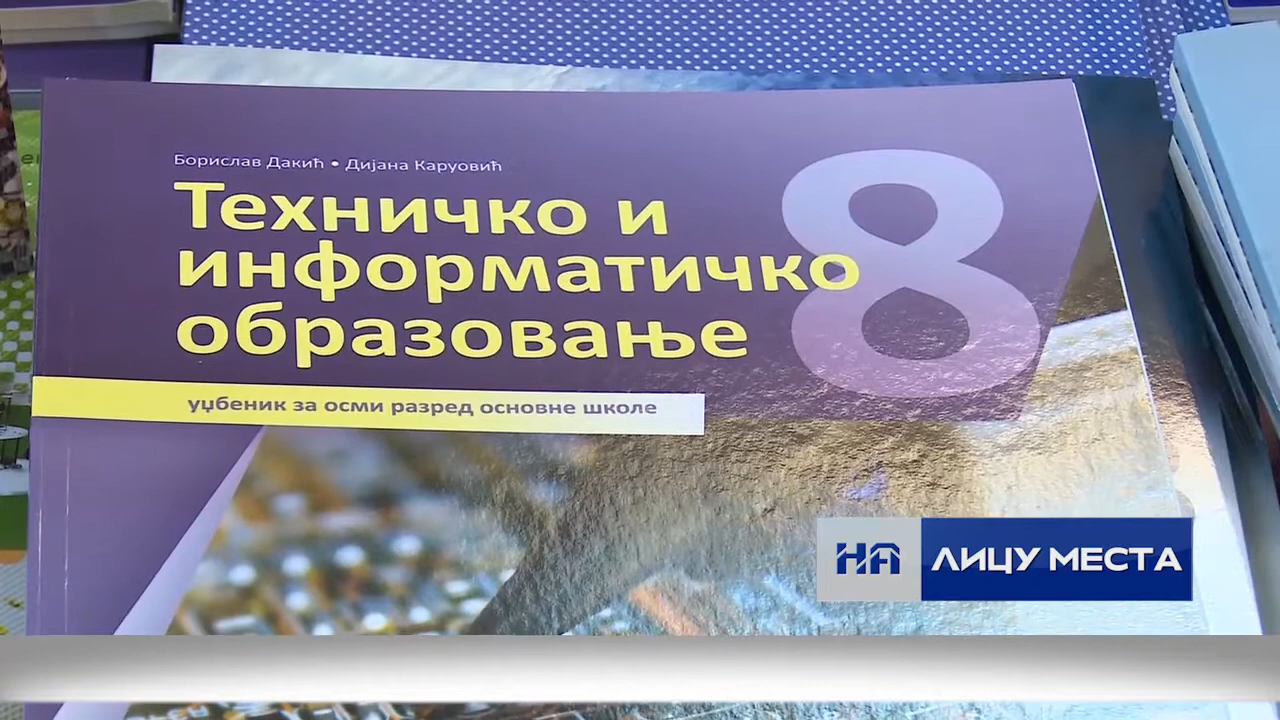 Борислав Дакић • Дијана Каруовић
Техничко и
информатичко
образовање
8
уџбеник за осми разред основне школе
НА ЛИЦУ МЕСТА